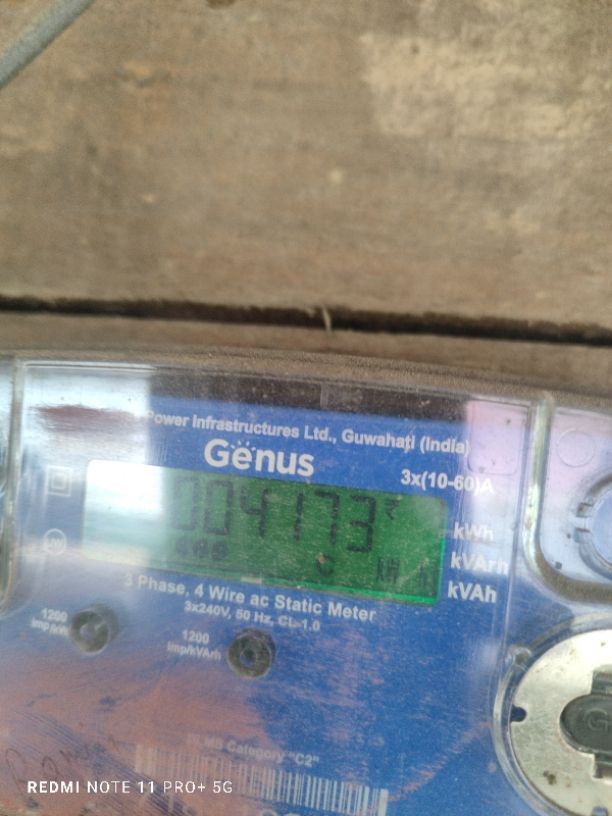 Power Infrastructures Ltd., Guwahati (India)
Genus
3x(10-60)A
004173
kWh
kVArh
kVAh
3 Phase, 4 Wire ac Static Meter
3x240V, 50 Hz, CL 1.0
1200
1200
imp/kVArh
MB Category "C2"
REDMI NOTE 11 PRO+ 5G